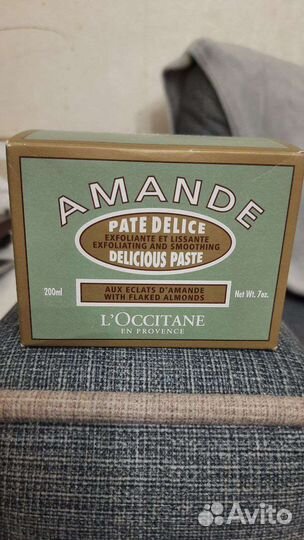 AMANDE
PATE DELICE
EXFOLIANTE ET LISSANTE
EXFOLIATING AND SMOOTHING
DELICIOUS PASTE
200ml
AUX ECLATS D'AMANDE
WITH FLAKED ALMONDS
Net Wt. 7oz.
L'OCCITANE
EN PROVENCE
Avito